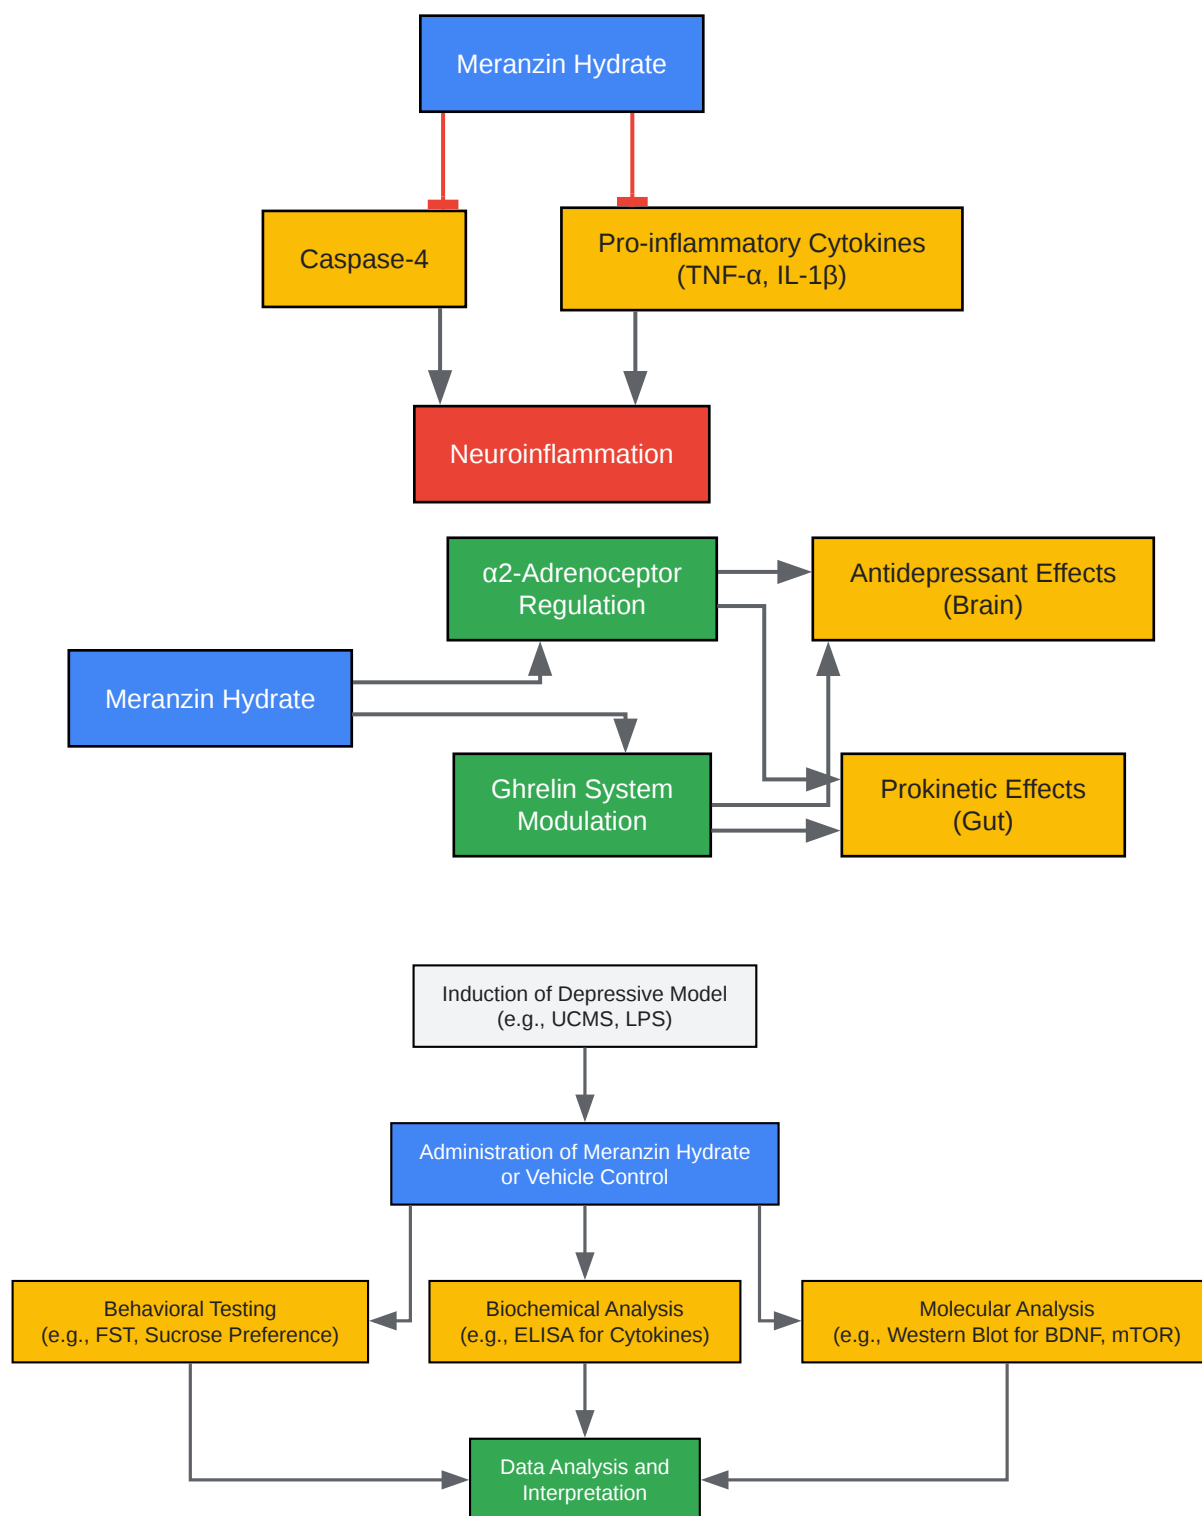 Meranzin Hydrate
Caspase-4
Pro-inflammatory Cytokines
(TNF-α, IL-1β)
Neuroinflammation
α2-Adrenoceptor
Regulation
Antidepressant Effects
(Brain)
Meranzin Hydrate
Ghrelin System
Modulation
Prokinetic Effects
(Gut)
Induction of Depressive Model
(e.g., UCMS, LPS)
Administration of Meranzin Hydrate
or Vehicle Control
Behavioral Testing
(e.g., FST, Sucrose Preference)
Biochemical Analysis
(e.g., ELISA for Cytokines)
Molecular Analysis
(e.g., Western Blot for BDNF, mTOR)
Data Analysis and
Interpretation